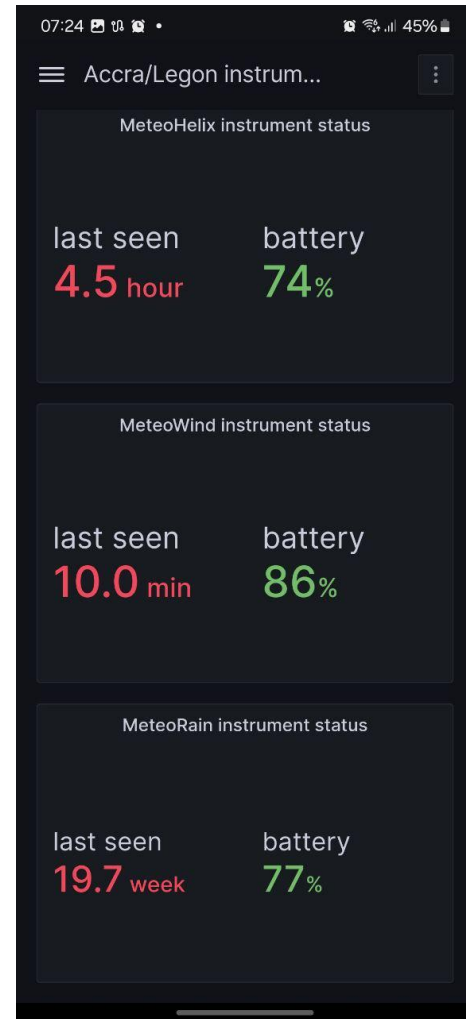 07:24 45%
Accra/Legon instrum...
MeteoHelix instrument status
last seen battery
4.5 hour 74%
MeteoWind instrument status
last seen battery
10.0 min 86%
MeteoRain instrument status
last seen battery
19.7 week 77%